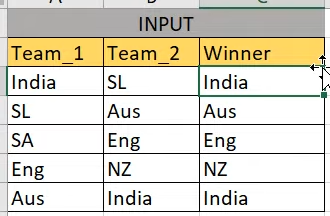 INPUT
Team_1 Team_2 Winner
India SL India
SL Aus Aus
SA Eng Eng
Eng NZ NZ
Aus India India